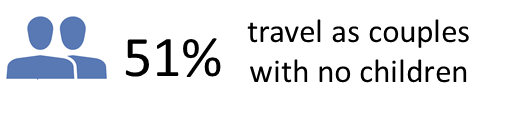 51%
travel as couples
with no children